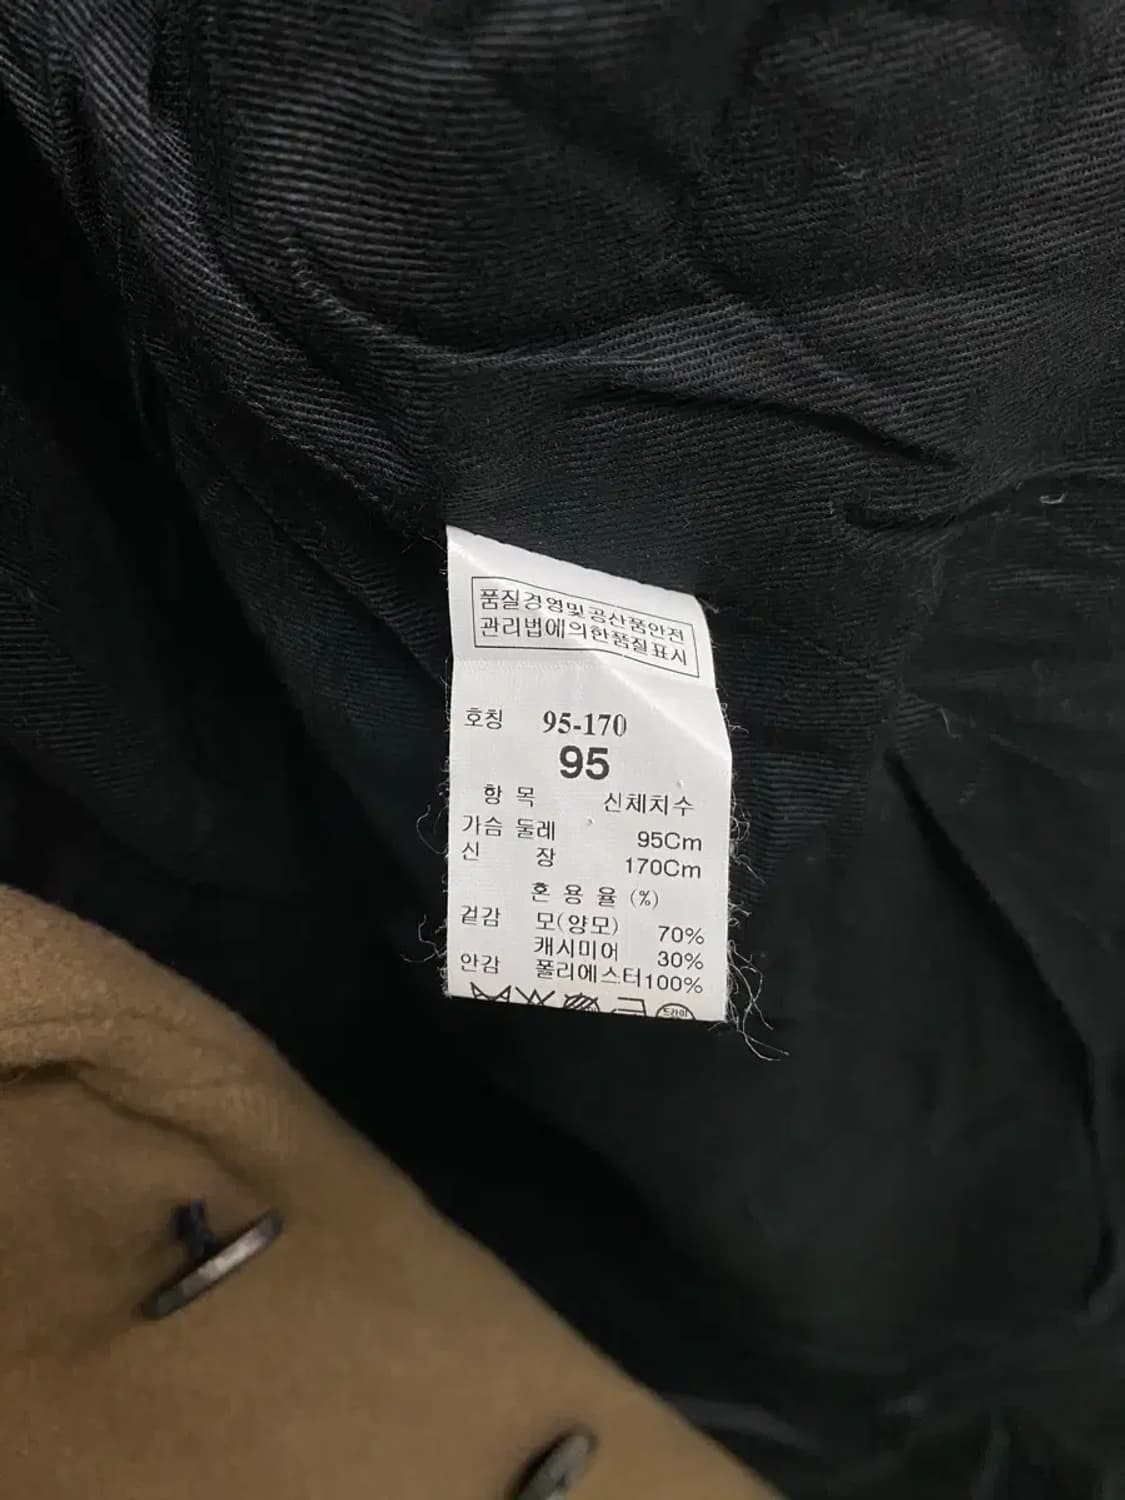 품질경영및공산품안전
관리법에의한품질표시
호칭 95-170
95
항 목 신체치수
가슴 둘레 95Cm
신 장 170Cm
혼 용 율 (%)
겉감 모(양모) 70%
캐시미어 30%
안감 폴리에스터100%